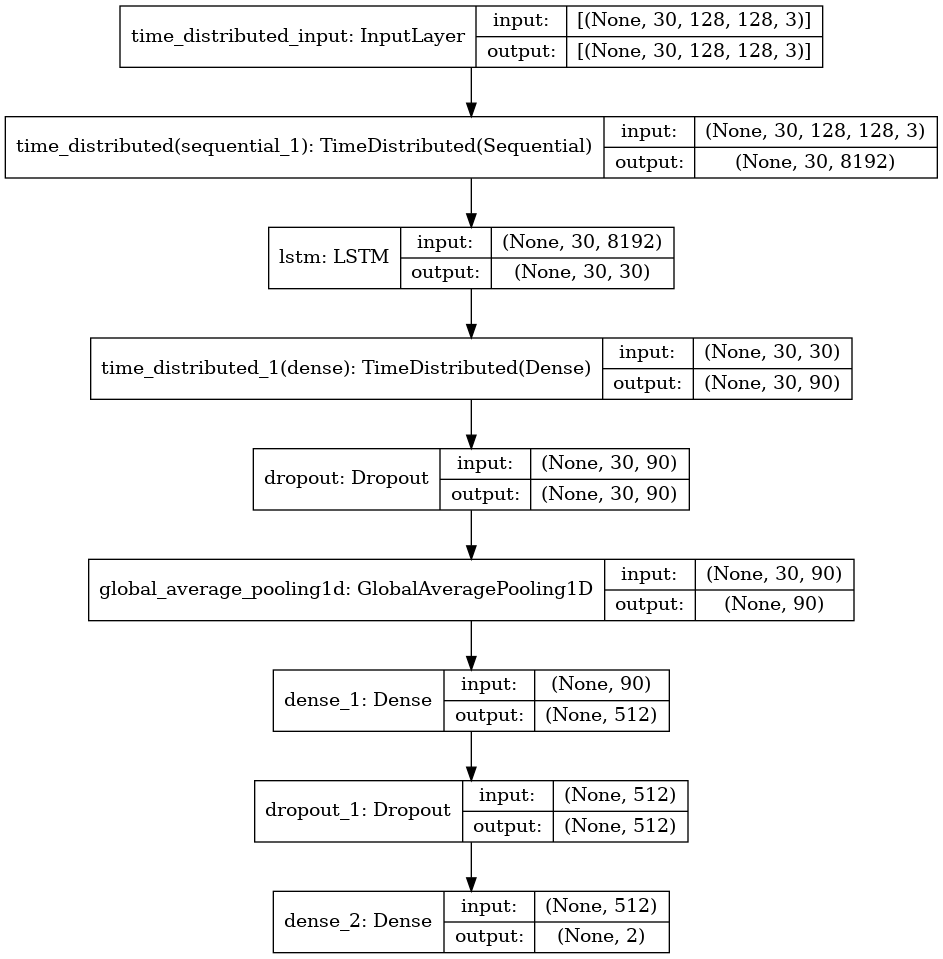 time_distributed_input: InputLayer
input: [(None, 30, 128, 128, 3)]
output: [(None, 30, 128, 128, 3)]
time_distributed(sequential_1): TimeDistributed(Sequential)
input: (None, 30, 128, 128, 3)
output: (None, 30, 8192)
lstm: LSTM
input: (None, 30, 8192)
output: (None, 30, 30)
time_distributed_1(dense): TimeDistributed(Dense)
input: (None, 30, 30)
output: (None, 30, 90)
dropout: Dropout
input: (None, 30, 90)
output: (None, 30, 90)
global_average_pooling1d: GlobalAveragePooling1D
input: (None, 30, 90)
output: (None, 90)
dense_1: Dense
input: (None, 90)
output: (None, 512)
dropout_1: Dropout
input: (None, 512)
output: (None, 512)
dense_2: Dense
input: (None, 512)
output: (None, 2)